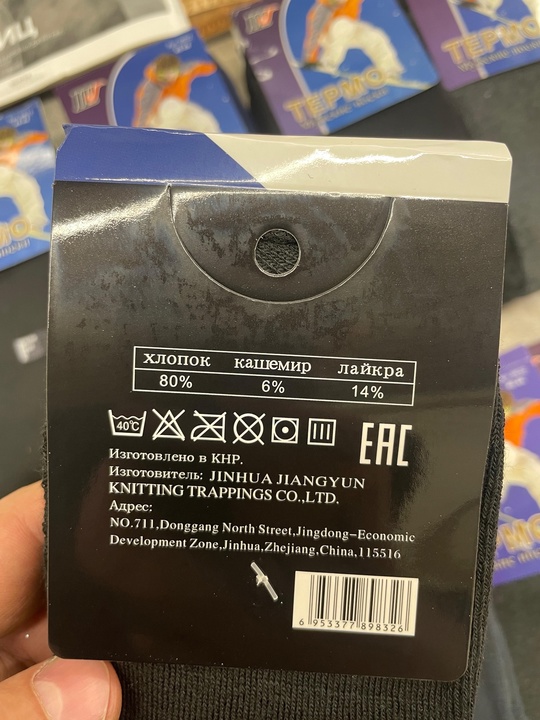 ТЕРМО
ТЕРМО
хлопок кашемир лайкра
80% 6% 14%
40℃
EAC
Изготовлено в КНР.
Изготовитель: JINHUA JIANGYUN
KNITTING TRAPPINGS CO.,LTD.
Адрес:
NO.711,Donggang North Street,Jingdong-Economic
Development Zone,Jinhua,Zhejiang,China,115516
6 953377 898326